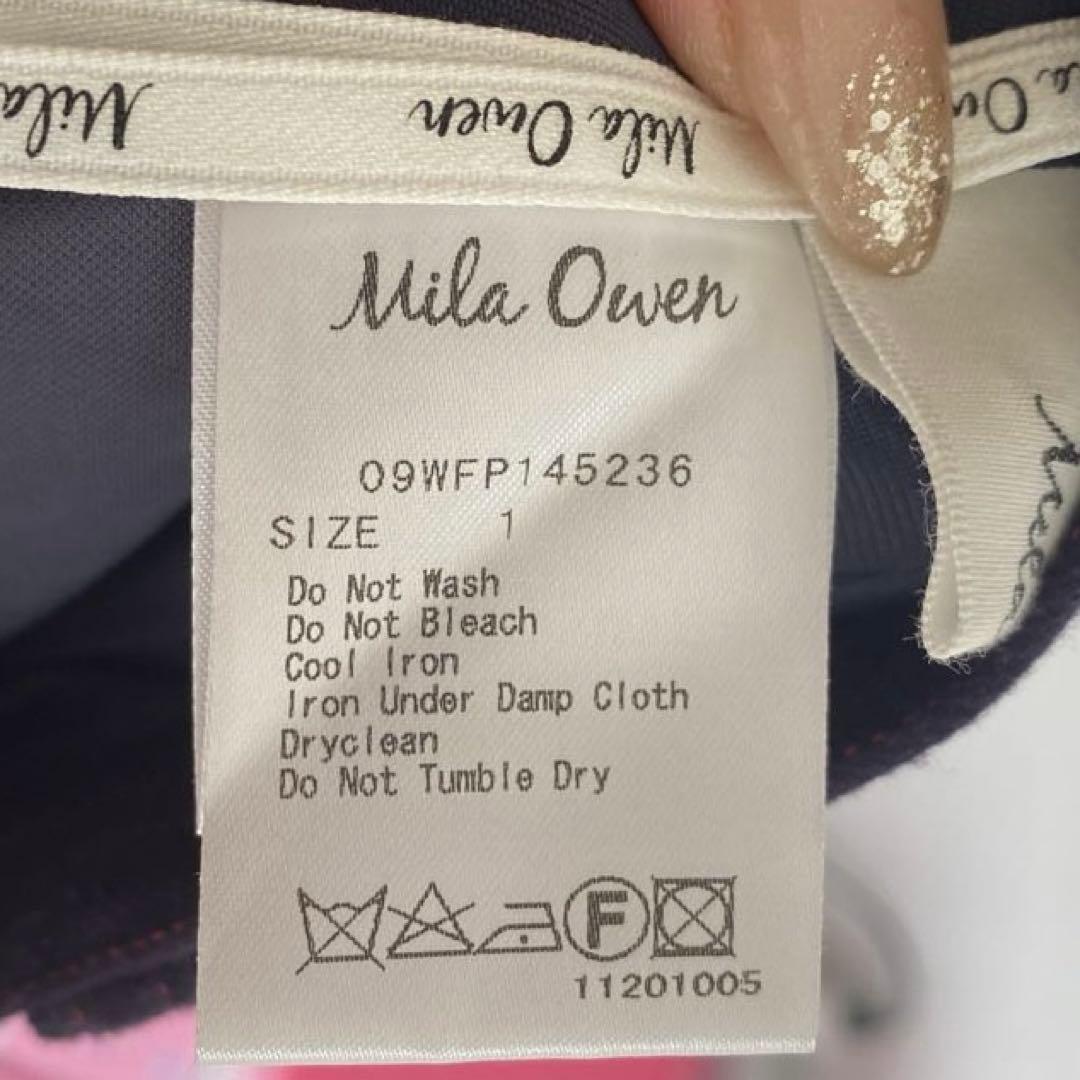 Mila
Mila Owen
Mila Owen
09WFP145236
SIZE 1
Do Not Wash
Do Not Bleach
Cool Iron
Iron Under Damp Cloth
Dryclean
Do Not Tumble Dry
F
11201005